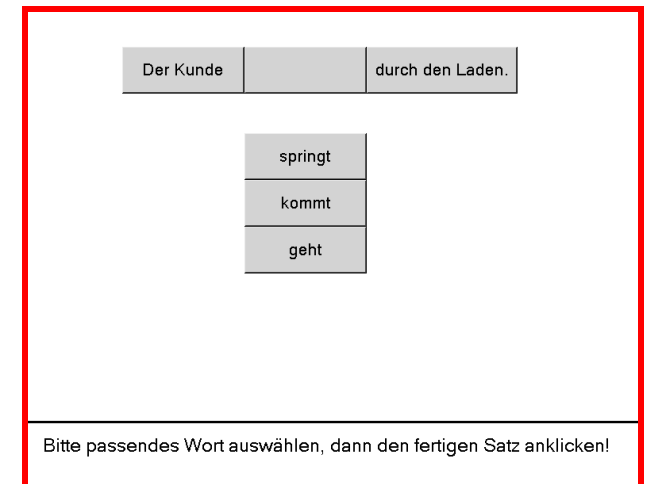 Der Kunde durch den Laden.
springt
kommt
geht
Bitte passendes Wort auswählen, dann den fertigen Satz anklicken!